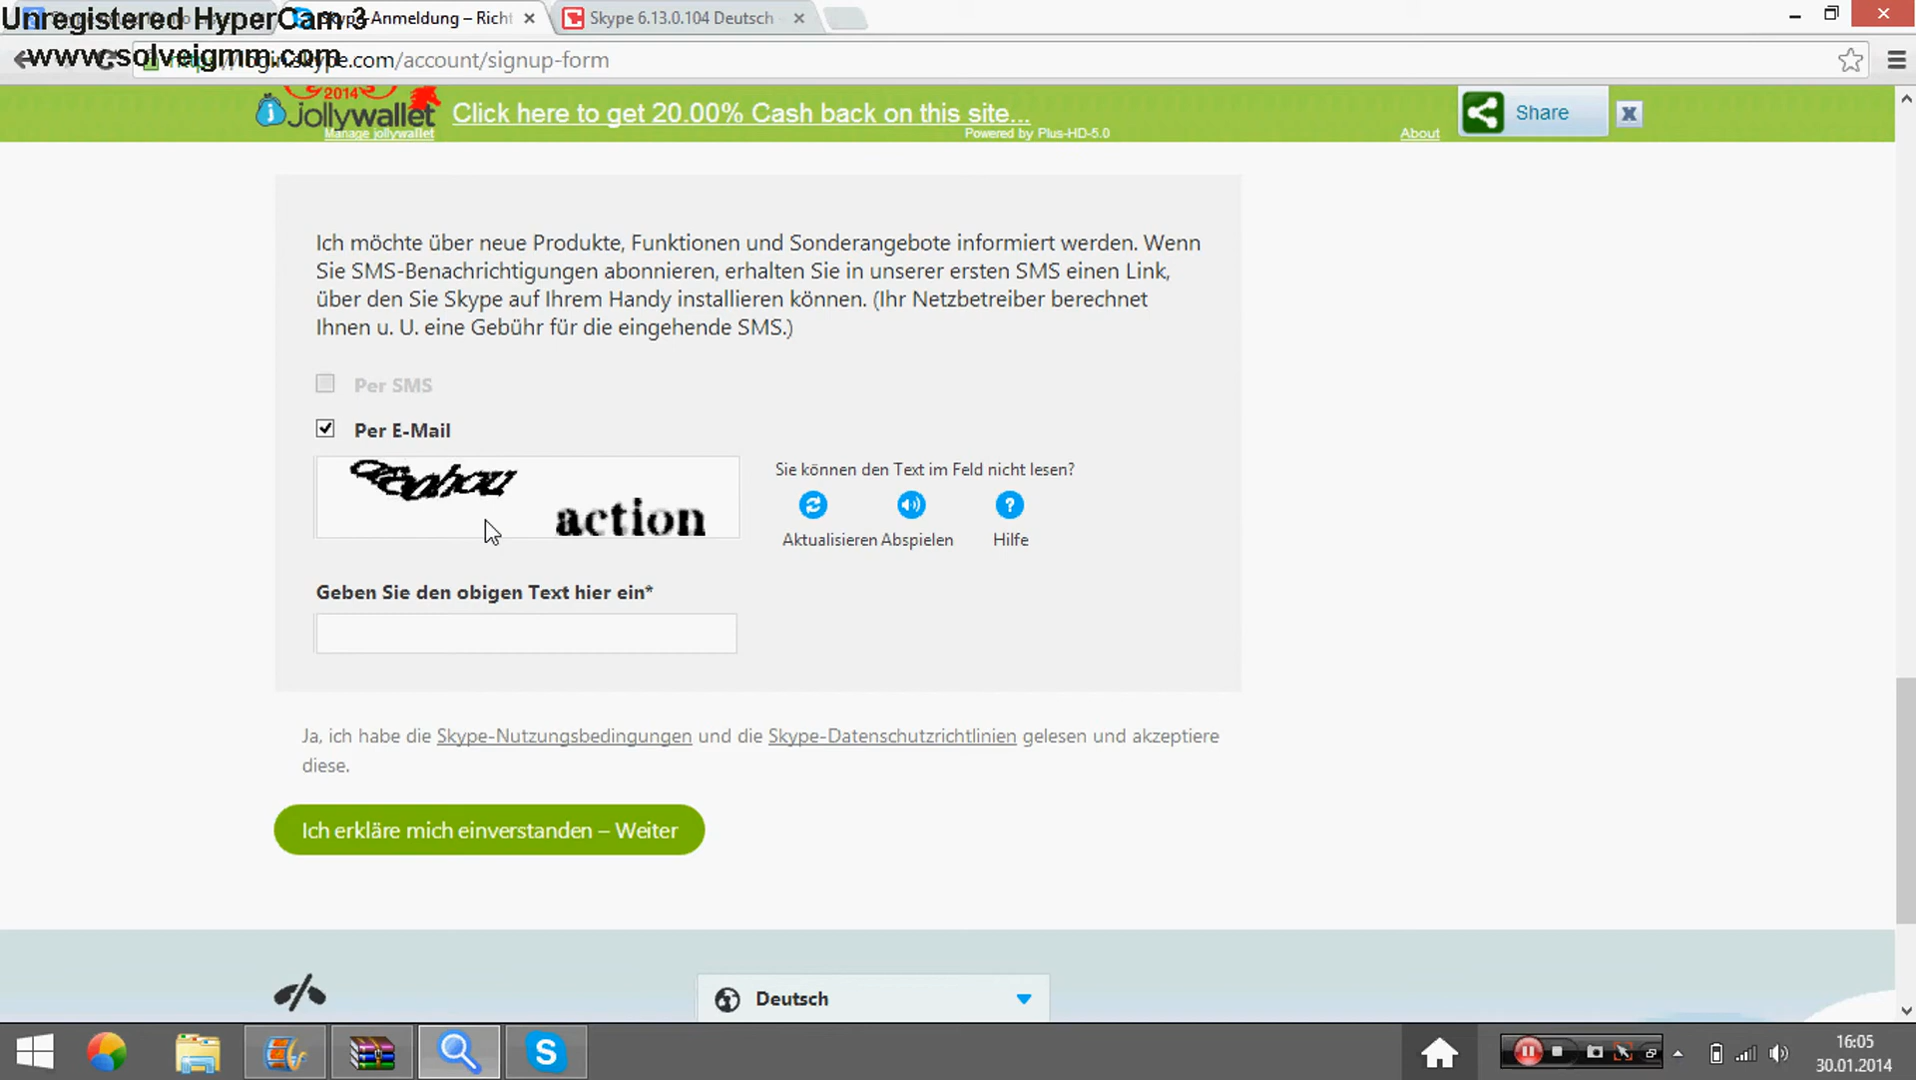 Unregistered HyperCam 3
www.solveigmm.com
Skype-Anmeldung – Richt
Skype 6.13.0.104 Deutsch
https://login.skype.com/account/signup-form
2014
jollywallet
Manage jollywallet
Click here to get 20.00% Cash back on this site...
Powered by Plus-HD-5.0
About
Share
X
Ich möchte über neue Produkte, Funktionen und Sonderangebote informiert werden. Wenn
Sie SMS-Benachrichtigungen abonnieren, erhalten Sie in unserer ersten SMS einen Link,
über den Sie Skype auf Ihrem Handy installieren können. (Ihr Netzbetreiber berechnet
Ihnen u. U. eine Gebühr für die eingehende SMS.)
Per SMS
Per E-Mail
action
Sie können den Text im Feld nicht lesen?
Aktualisieren Abspielen Hilfe
Geben Sie den obigen Text hier ein*
Ja, ich habe die Skype-Nutzungsbedingungen und die Skype-Datenschutzrichtlinien gelesen und akzeptiere
diese.
Ich erkläre mich einverstanden – Weiter
Deutsch
16:05
30.01.2014